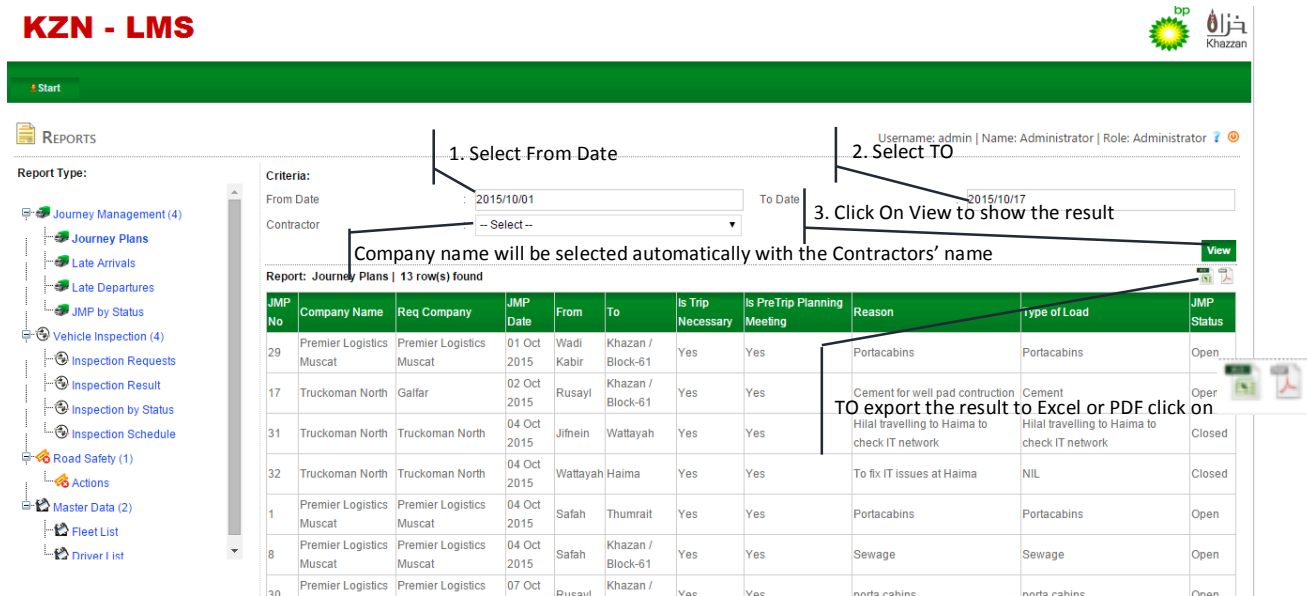 KZN - LMS
bp
خزان
Khazzan
Start
REPORTS
Username: admin | Name: Administrator | Role: Administrator ?
1. Select From Date
2. Select TO
Report Type:
Criteria:
From Date : 2015/10/01 To Date : 2015/10/17
Contractor : -- Select --
3. Click On View to show the result
Company name will be selected automatically with the Contractors' name
View
Report: Journey Plans | 13 row(s) found
Journey Management (4)
Journey Plans
Late Arrivals
Late Departures
JMP by Status
Vehicle Inspection (4)
Inspection Requests
Inspection Result
Inspection by Status
Inspection Schedule
Road Safety (1)
Actions
Master Data (2)
Fleet List
Driver List
JMP No Company Name Req Company JMP Date From To Is Trip Necessary Is PreTrip Planning Meeting Reason Type of Load JMP Status
29 Premier Logistics Muscat Premier Logistics Muscat 01 Oct 2015 Wadi Kabir Khazan / Block-61 Yes Yes Portacabins Portacabins Open
17 Truckoman North Galfar 02 Oct 2015 Rusayl Khazan / Block-61 Yes Yes Cement for well pad contruction Cement Open
TO export the result to Excel or PDF click on
31 Truckoman North Truckoman North 04 Oct 2015 Jifnein Wattayah Yes Yes Hilal travelling to Haima to check IT network Hilal travelling to Haima to check IT network Closed
32 Truckoman North Truckoman North 04 Oct 2015 Wattayah Haima Yes Yes To fix IT issues at Haima NIL Closed
1 Premier Logistics Muscat Premier Logistics Muscat 04 Oct 2015 Safah Thumrait Yes Yes Portacabins Portacabins Open
8 Premier Logistics Muscat Premier Logistics Muscat 04 Oct 2015 Safah Khazan / Block-61 Yes Yes Sewage Sewage Open
30 Premier Logistics Premier Logistics 07 Oct Rusayl Khazan / Yes Yes porta cabins porta cabins Open